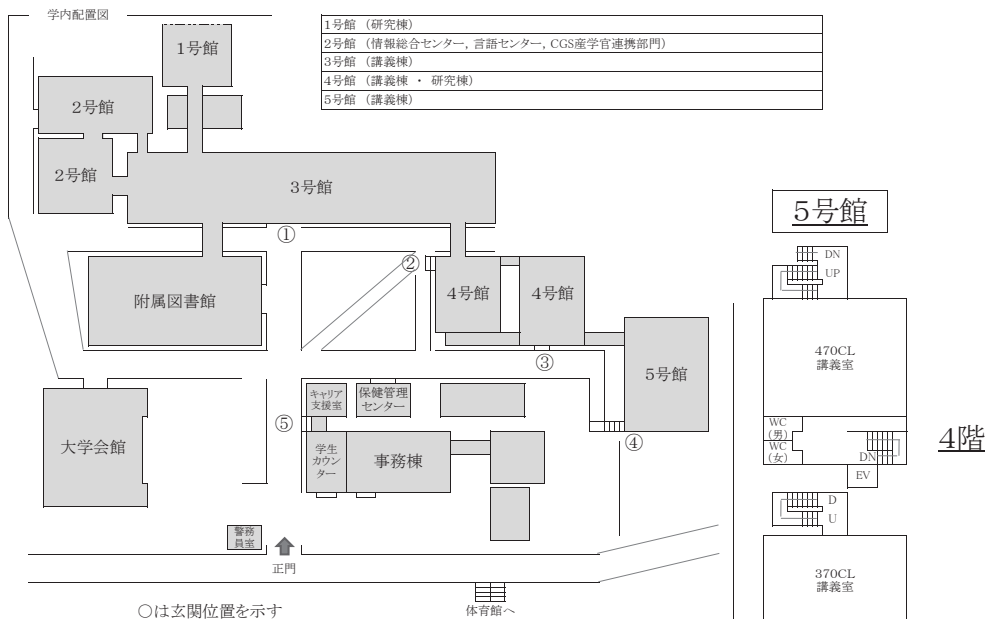 学内配置図
1号館 (研究棟)
2号館 (情報総合センター, 言語センター, CGS産学官連携部門)
3号館 (講義棟)
4号館 (講義棟 ・ 研究棟)
5号館 (講義棟)
1号館
2号館
2号館
3号館
①
②
附属図書館
4号館
4号館
③
5号館
キャリア
支援室
保健管理
センター
⑤
④
大学会館
学生
カウン
ター
事務棟
警務
員室
正門
体育館へ
○は玄関位置を示す
5号館
DN
UP
470CL
講義室
WC
(男)
WC
(女)
DN
EV
4階
D
U
370CL
講義室